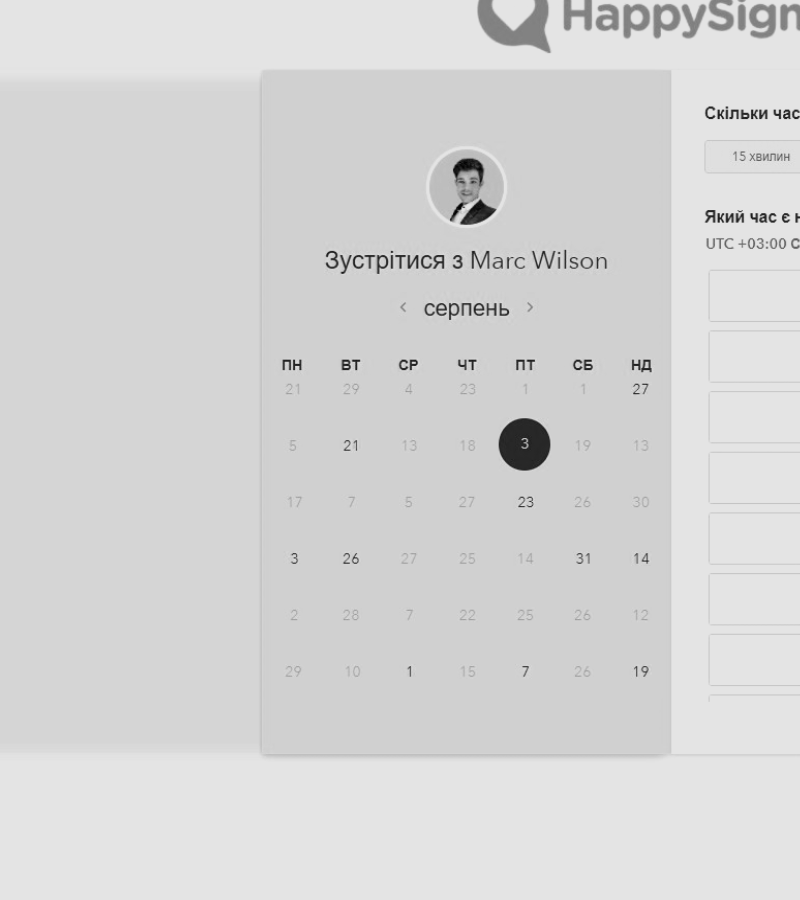 HappySign
Зустрітися з Marc Wilson
‹ серпень ›
ПН ВТ СР ЧТ ПТ СБ НД
21 29 4 23 1 1 27
5 21 13 18 3 19 13
17 7 5 27 23 26 30
3 26 27 25 14 31 14
2 28 7 22 25 26 12
29 10 1 15 7 26 19
Скільки час
15 хвилин
Який час є н
UTC +03:00 С